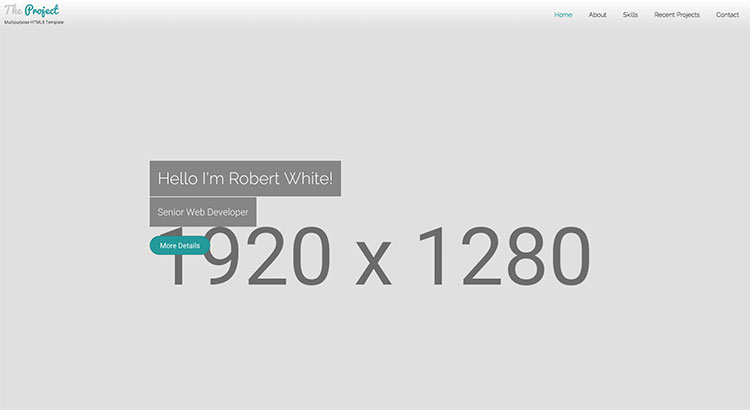 The Project
Multipurpose HTML5 Template
Home About Skills Recent Projects Contact
Hello I'm Robert White!
Senior Web Developer
More Details
1920 x 1280